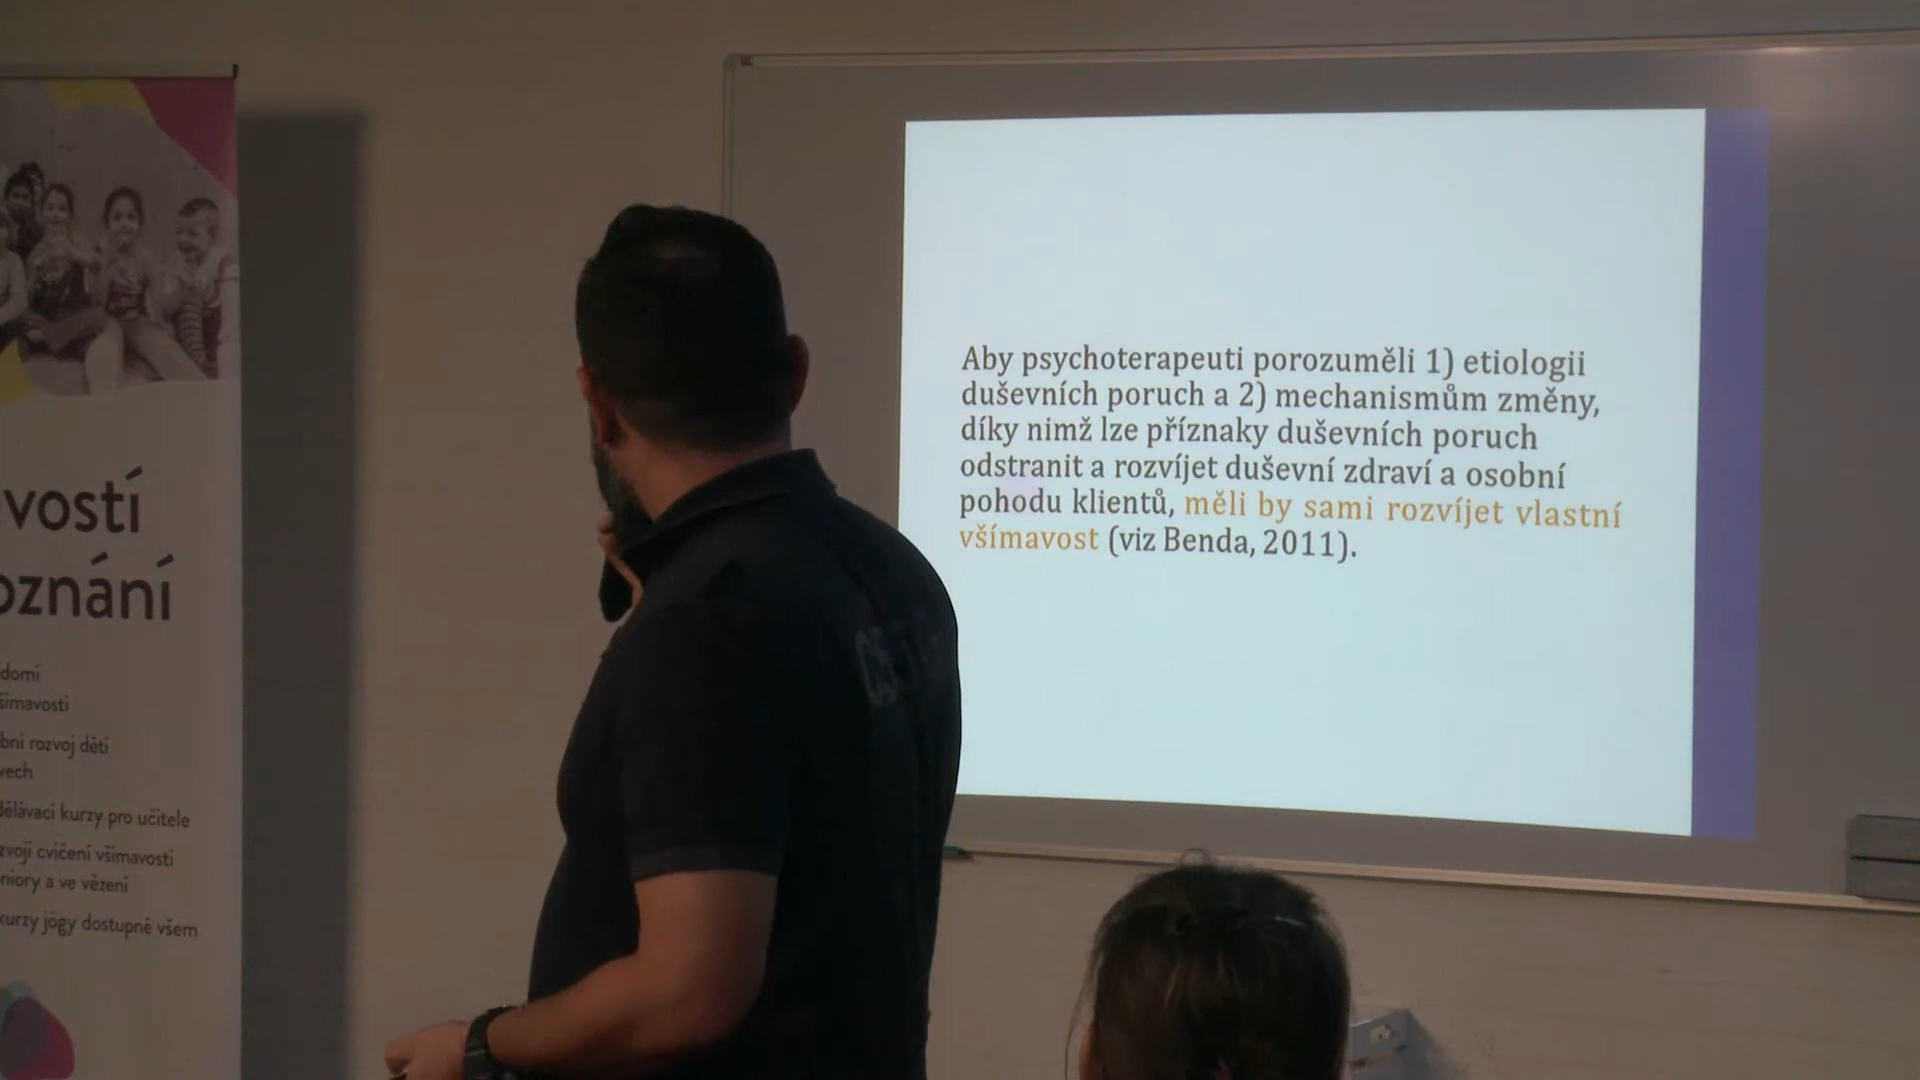 vostí
oznání
domí
šímavosti
bní rozvoj dětí
vech
dělávací kurzy pro učitele
zvoji cvičení všímavosti
niory a ve vězení
kurzy jógy dostupné všem
Aby psychoterapeuti porozuměli 1) etiologii
duševních poruch a 2) mechanismům změny,
díky nimž lze příznaky duševních poruch
odstranit a rozvíjet duševní zdraví a osobní
pohodu klientů, měli by sami rozvíjet vlastní
všímavost (viz Benda, 2011).